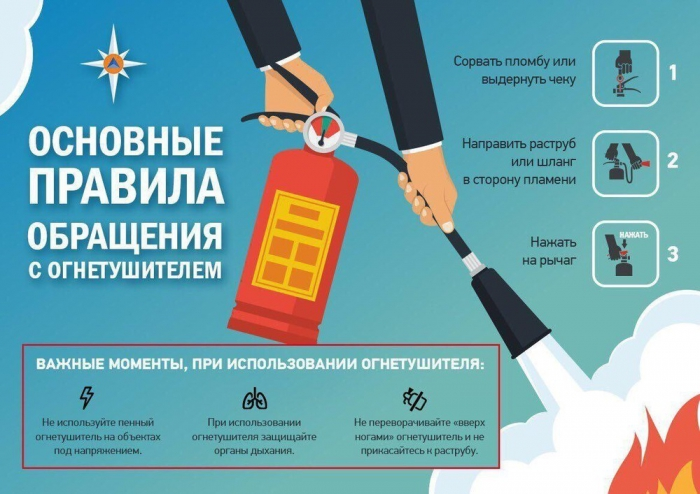 ОСНОВНЫЕ
ПРАВИЛА
ОБРАЩЕНИЯ
С ОГНЕТУШИТЕЛЕМ
Сорвать пломбу или
выдернуть чеку
1
Направить раструб
или шланг
в сторону пламени
2
Нажать
на рычаг
НАЖАТЬ
3
ВАЖНЫЕ МОМЕНТЫ, ПРИ ИСПОЛЬЗОВАНИИ ОГНЕТУШИТЕЛЯ:
Не используйте пенный
огнетушитель на объектах
под напряжением.
При использовании
огнетушителя защищайте
органы дыхания.
Не переворачивайте «вверх
ногами» огнетушитель и не
прикасайтесь к раструбу.